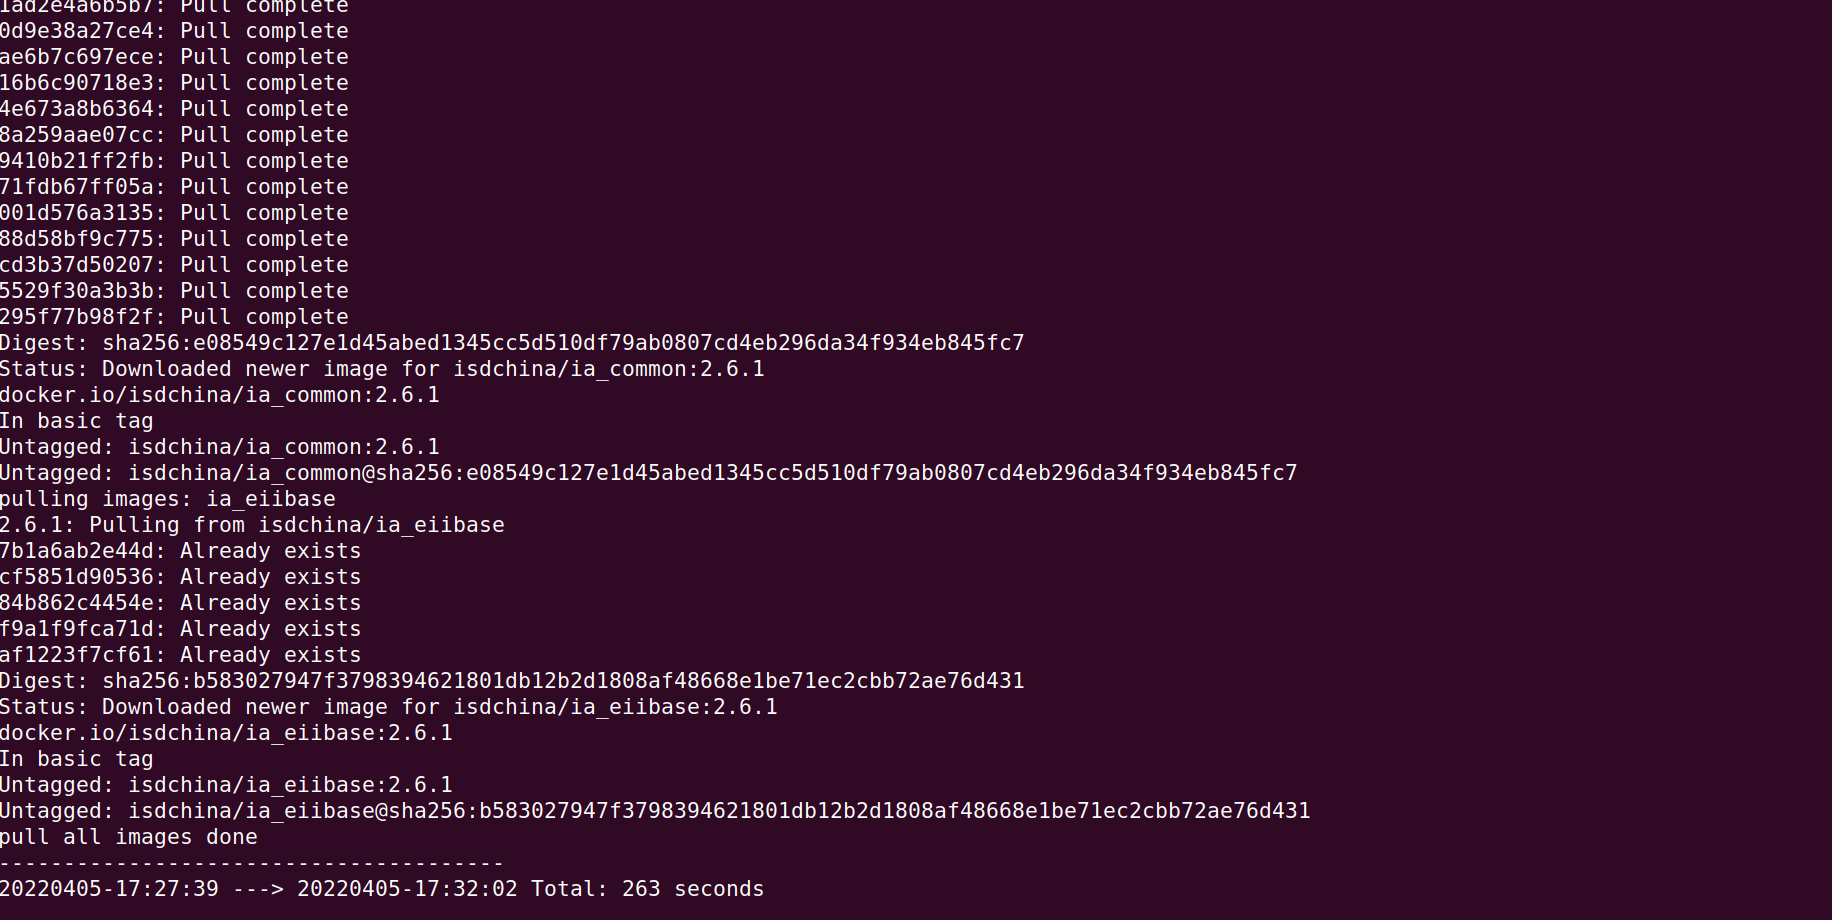 1ad2e4a6b5b7: Pull complete
0d9e38a27ce4: Pull complete
ae6b7c697ece: Pull complete
16b6c90718e3: Pull complete
4e673a8b6364: Pull complete
8a259aae07cc: Pull complete
9410b21ff2fb: Pull complete
71fdb67ff05a: Pull complete
001d576a3135: Pull complete
88d58bf9c775: Pull complete
cd3b37d50207: Pull complete
5529f30a3b3b: Pull complete
295f77b98f2f: Pull complete
Digest: sha256:e08549c127e1d45abed1345cc5d510df79ab0807cd4eb296da34f934eb845fc7
Status: Downloaded newer image for isdchina/ia_common:2.6.1
docker.io/isdchina/ia_common:2.6.1
In basic tag
Untagged: isdchina/ia_common:2.6.1
Untagged: isdchina/ia_common@sha256:e08549c127e1d45abed1345cc5d510df79ab0807cd4eb296da34f934eb845fc7
pulling images: ia_eiibase
2.6.1: Pulling from isdchina/ia_eiibase
7b1a6ab2e44d: Already exists
cf5851d90536: Already exists
84b862c4454e: Already exists
f9a1f9fca71d: Already exists
af1223f7cf61: Already exists
Digest: sha256:b583027947f3798394621801db12b2d1808af48668e1be71ec2cbb72ae76d431
Status: Downloaded newer image for isdchina/ia_eiibase:2.6.1
docker.io/isdchina/ia_eiibase:2.6.1
In basic tag
Untagged: isdchina/ia_eiibase:2.6.1
Untagged: isdchina/ia_eiibase@sha256:b583027947f3798394621801db12b2d1808af48668e1be71ec2cbb72ae76d431
pull all images done
---------------------------------------
20220405-17:27:39 ---> 20220405-17:32:02 Total: 263 seconds